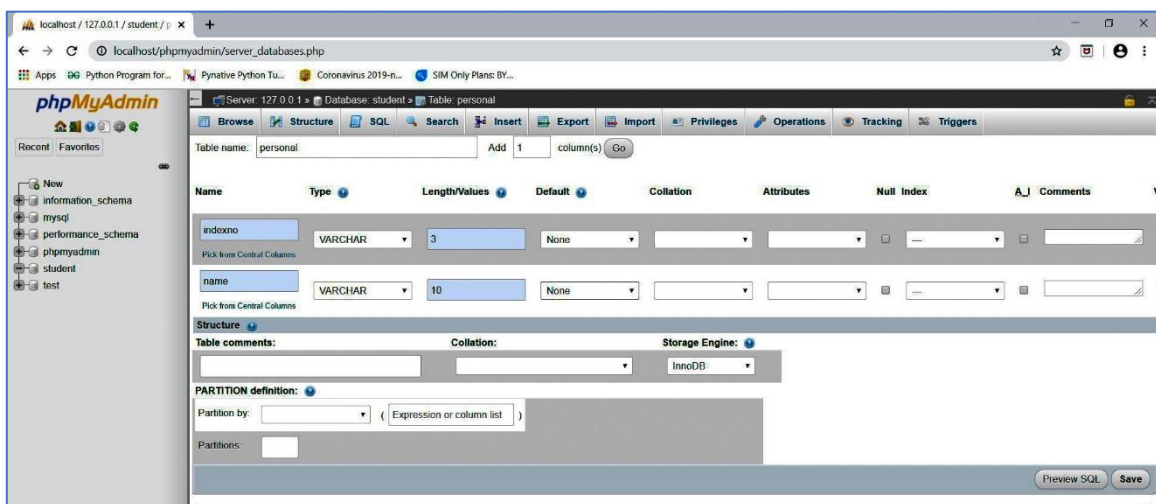 localhost / 127.0.0.1 / student / p
localhost/phpmyadmin/server_databases.php
Apps Python Program for... Pynative Python Tu... Coronavirus 2019-n... SIM Only Plans: BY...
phpMyAdmin
Recent Favorites
New
information_schema
mysql
performance_schema
phpmyadmin
student
test
Server: 127.0.0.1 » Database: student » Table: personal
Browse Structure SQL Search Insert Export Import Privileges Operations Tracking Triggers
Table name: personal Add 1 column(s) Go
Name Type Length/Values Default Collation Attributes Null Index A_I Comments
indexno VARCHAR 3 None ---
Pick from Central Columns
name VARCHAR 10 None ---
Pick from Central Columns
Structure
Table comments: Collation: Storage Engine:
InnoDB
PARTITION definition:
Partition by: ( Expression or column list )
Partitions:
Preview SQL Save